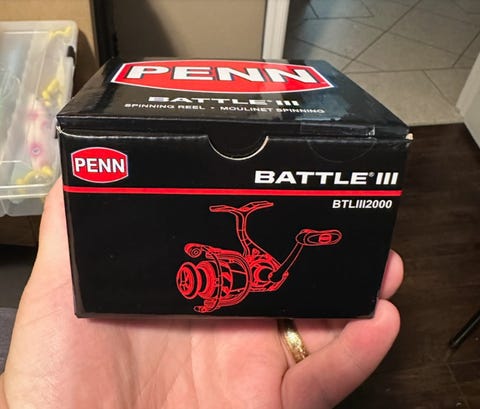 PENN
BATTLE® III
SPINNING REEL • MOULINET SPINNING
PENN
BATTLE® III
BTLIII2000